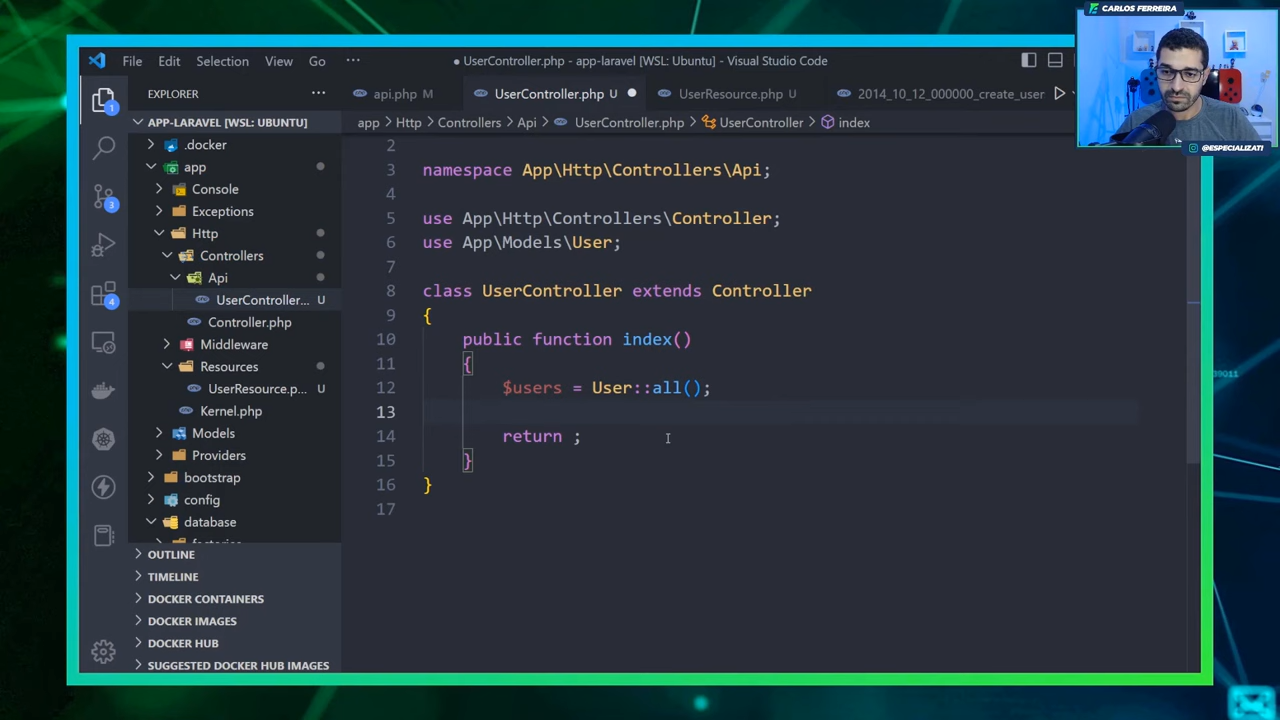 CARLOS FERREIRA
@ESPECIALIZATI
File Edit Selection View Go ···
● UserController.php - app-laravel [WSL: Ubuntu] - Visual Studio Code
EXPLORER ···
api.php M
UserController.php U ●
UserResource.php U
2014_10_12_000000_create_user
APP-LARAVEL [WSL: UBUNTU]
app > Http > Controllers > Api > UserController.php > UserController > index
.docker
app
Console
Exceptions
Http
Controllers
Api
UserController... U
Controller.php
Middleware
Resources
UserResource.p... U
Kernel.php
Models
Providers
bootstrap
config
database
factories
OUTLINE
TIMELINE
DOCKER CONTAINERS
DOCKER IMAGES
DOCKER HUB
SUGGESTED DOCKER HUB IMAGES
1
3
4
2
3 namespace App\Http\Controllers\Api;
4
5 use App\Http\Controllers\Controller;
6 use App\Models\User;
7
8 class UserController extends Controller
9 {
10 public function index()
11 {
12 $users = User::all();
13
14 return ;
15 }
16 }
17
39011